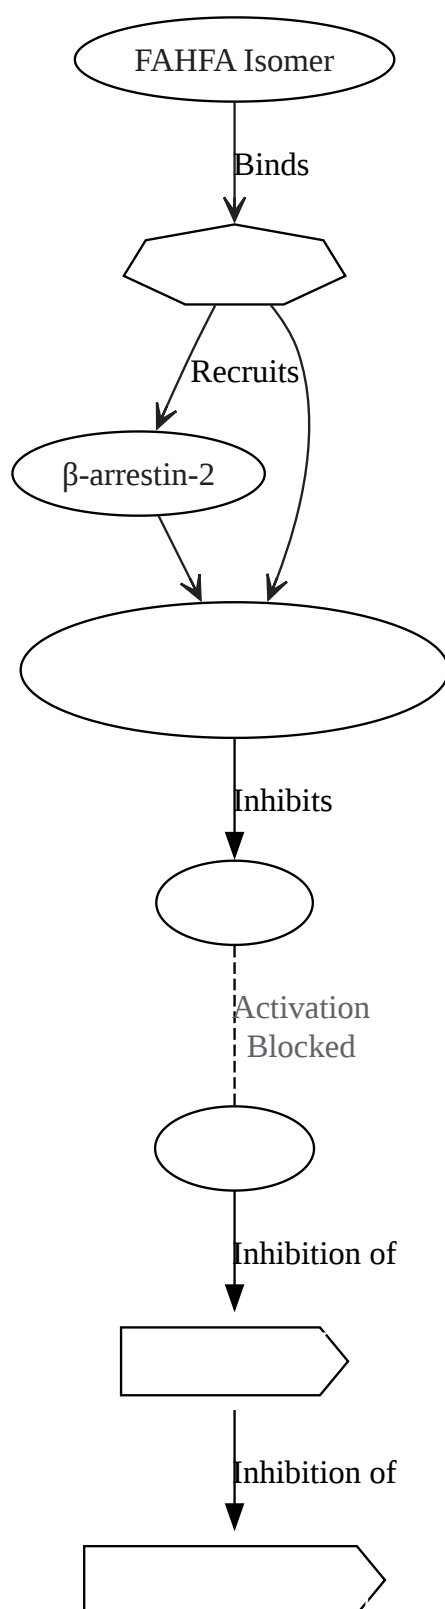 FAHFA Isomer
Binds
Recruits
β-arrestin-2
Inhibits
Activation
Blocked
Inhibition of
Inhibition of